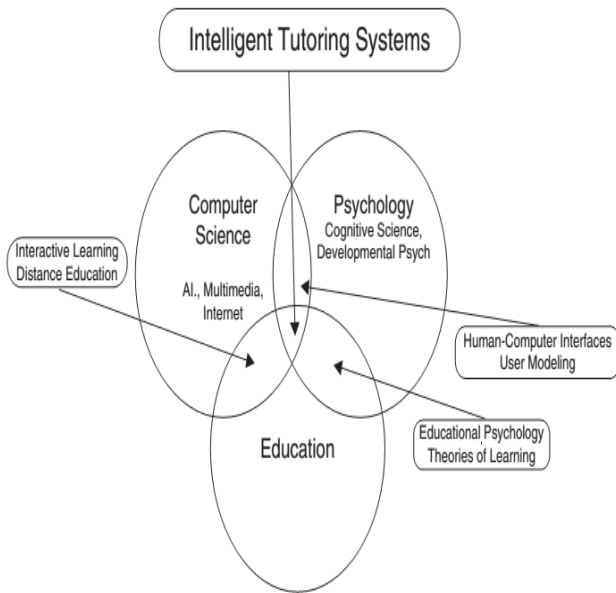 Intelligent Tutoring Systems
Computer
Science
AI., Multimedia,
Internet
Psychology
Cognitive Science,
Developmental Psych
Interactive Learning
Distance Education
Human-Computer Interfaces
User Modeling
Educational Psychology
Theories of Learning
Education